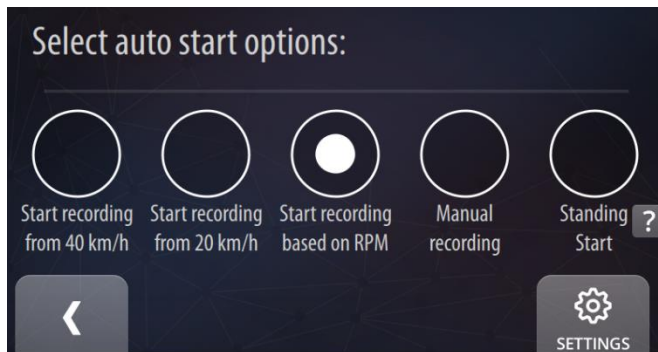 Select auto start options:
Start recording from 40 km/h
Start recording from 20 km/h
Start recording based on RPM
Manual recording
Standing Start
?
SETTINGS